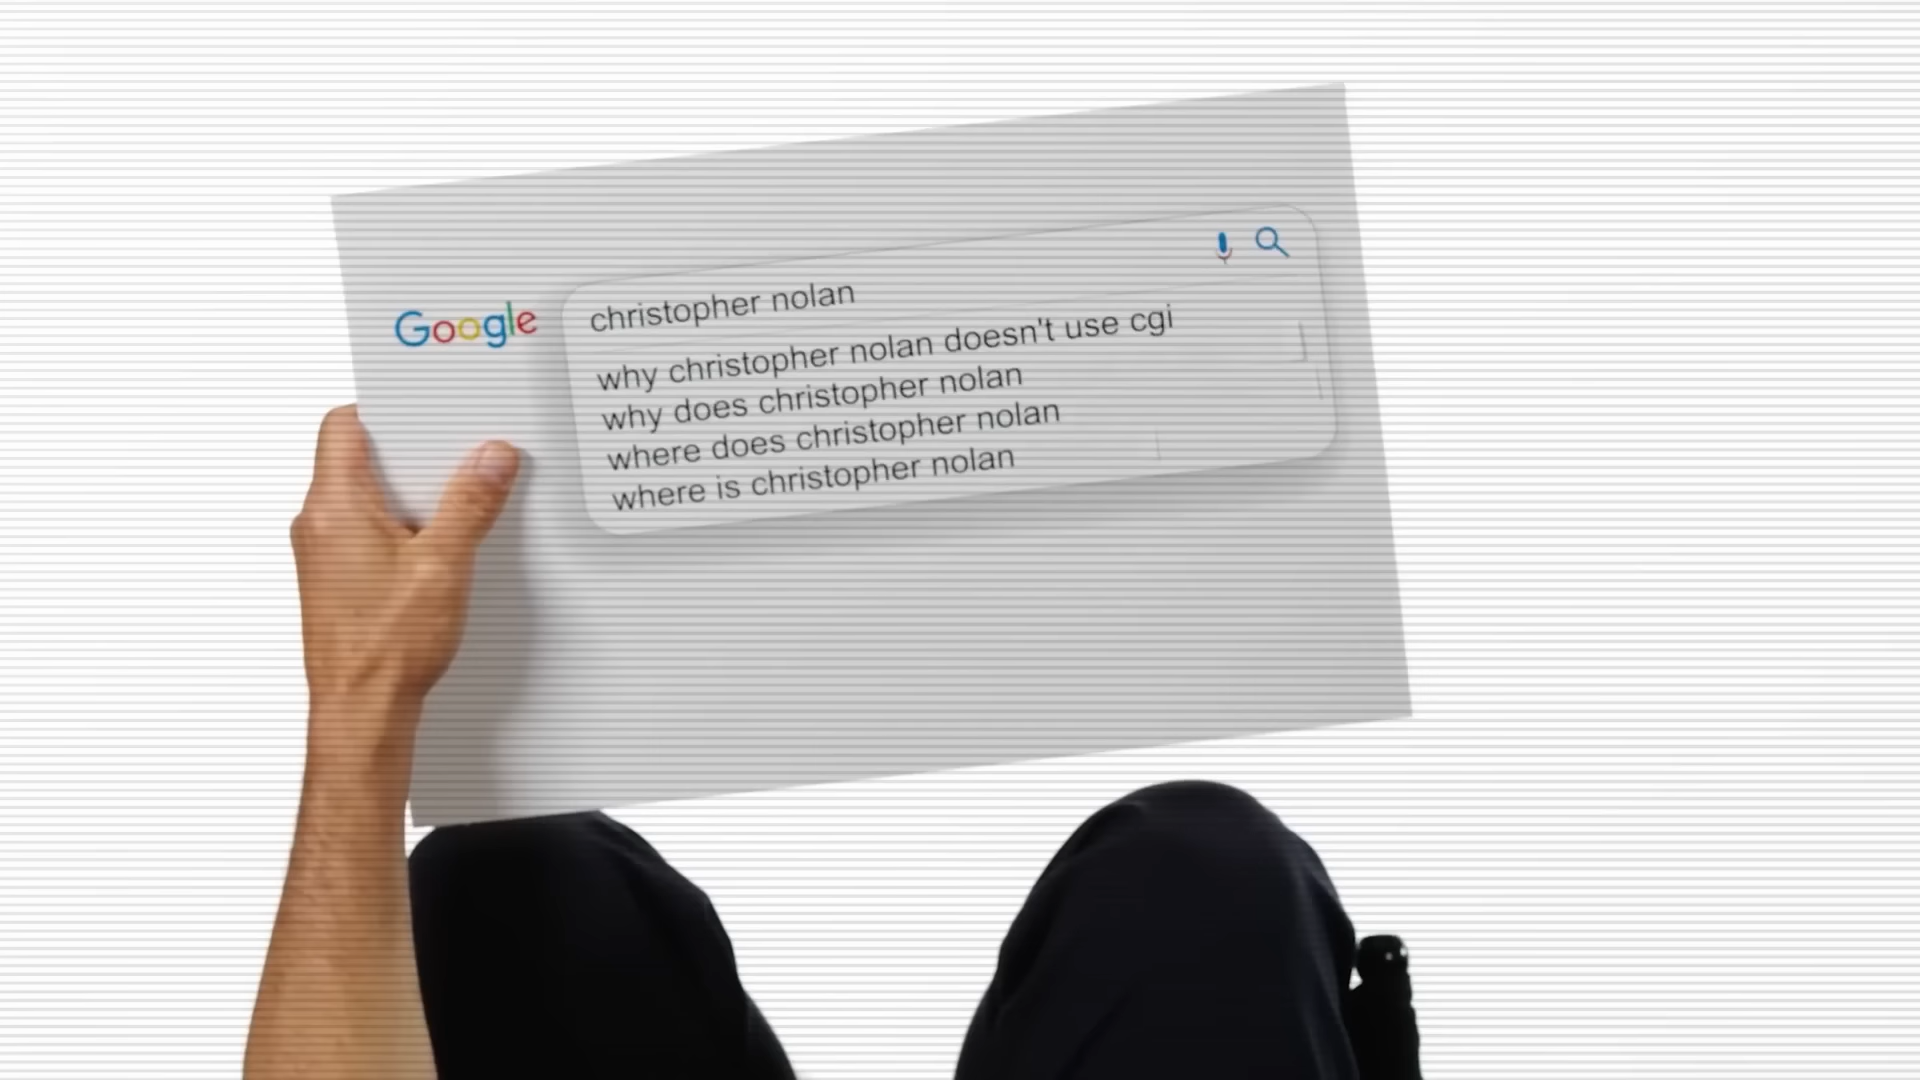 Google
christopher nolan
why christopher nolan doesn't use cgi
why does christopher nolan
where does christopher nolan
where is christopher nolan